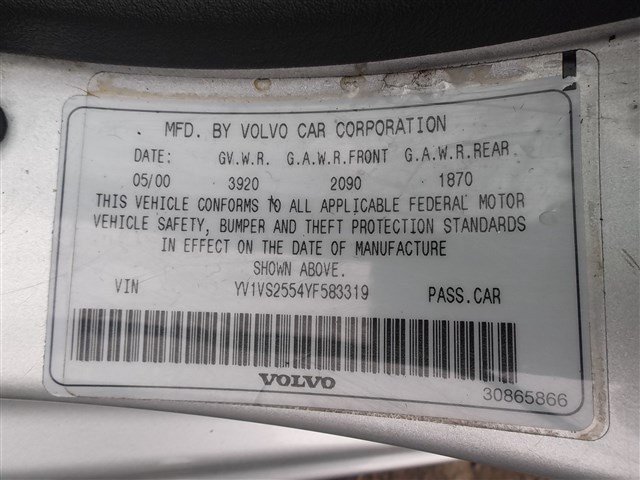 MFD. BY VOLVO CAR CORPORATION
DATE: GV.W.R. G.A.W.R.FRONT G.A.W.R.REAR
05/00 3920 2090 1870
THIS VEHICLE CONFORMS TO ALL APPLICABLE FEDERAL MOTOR
VEHICLE SAFETY, BUMPER AND THEFT PROTECTION STANDARDS
IN EFFECT ON THE DATE OF MANUFACTURE
SHOWN ABOVE.
VIN YV1VS2554YF583319 PASS.CAR
VOLVO
30865866